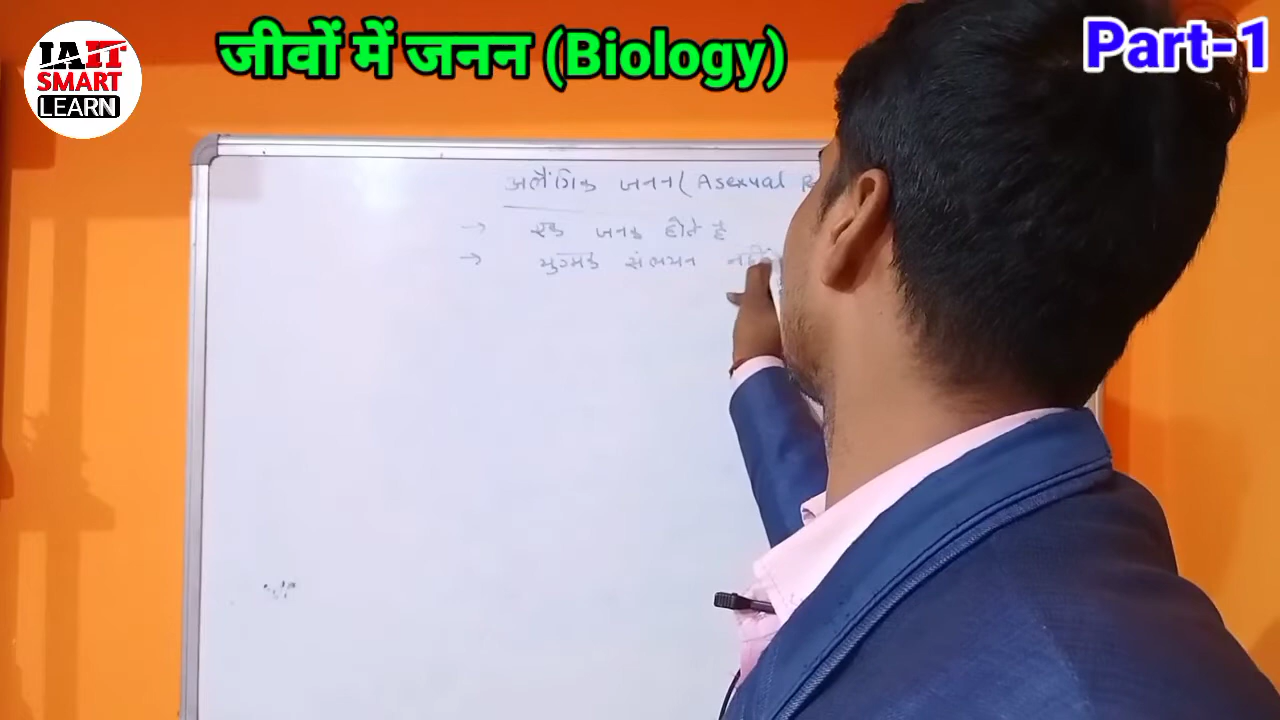 IAIT
SMART
LEARN
जीवों में जनन (Biology)
Part-1
अलैंगिक जनन (Asexual
→ एक जनक होते है
→ युग्मक संलयन